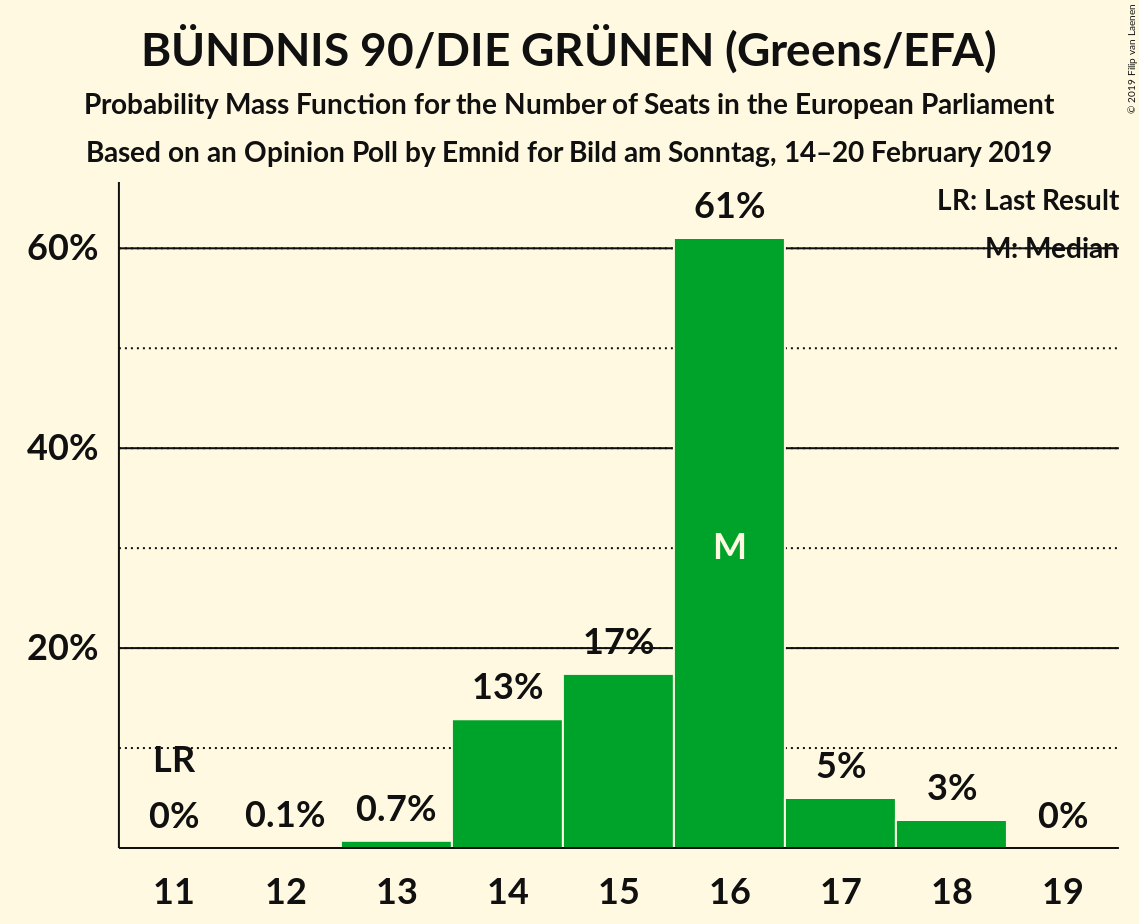 BÜNDNIS 90/DIE GRÜNEN (Greens/EFA)
Probability Mass Function for the Number of Seats in the European Parliament
Based on an Opinion Poll by Emnid for Bild am Sonntag, 14–20 February 2019
© 2019 Filip van Laenen
LR: Last Result
M: Median
60%
40%
20%
61%
M
17%
13%
LR
0%
0.1%
0.7%
5%
3%
0%
11 12 13 14 15 16 17 18 19